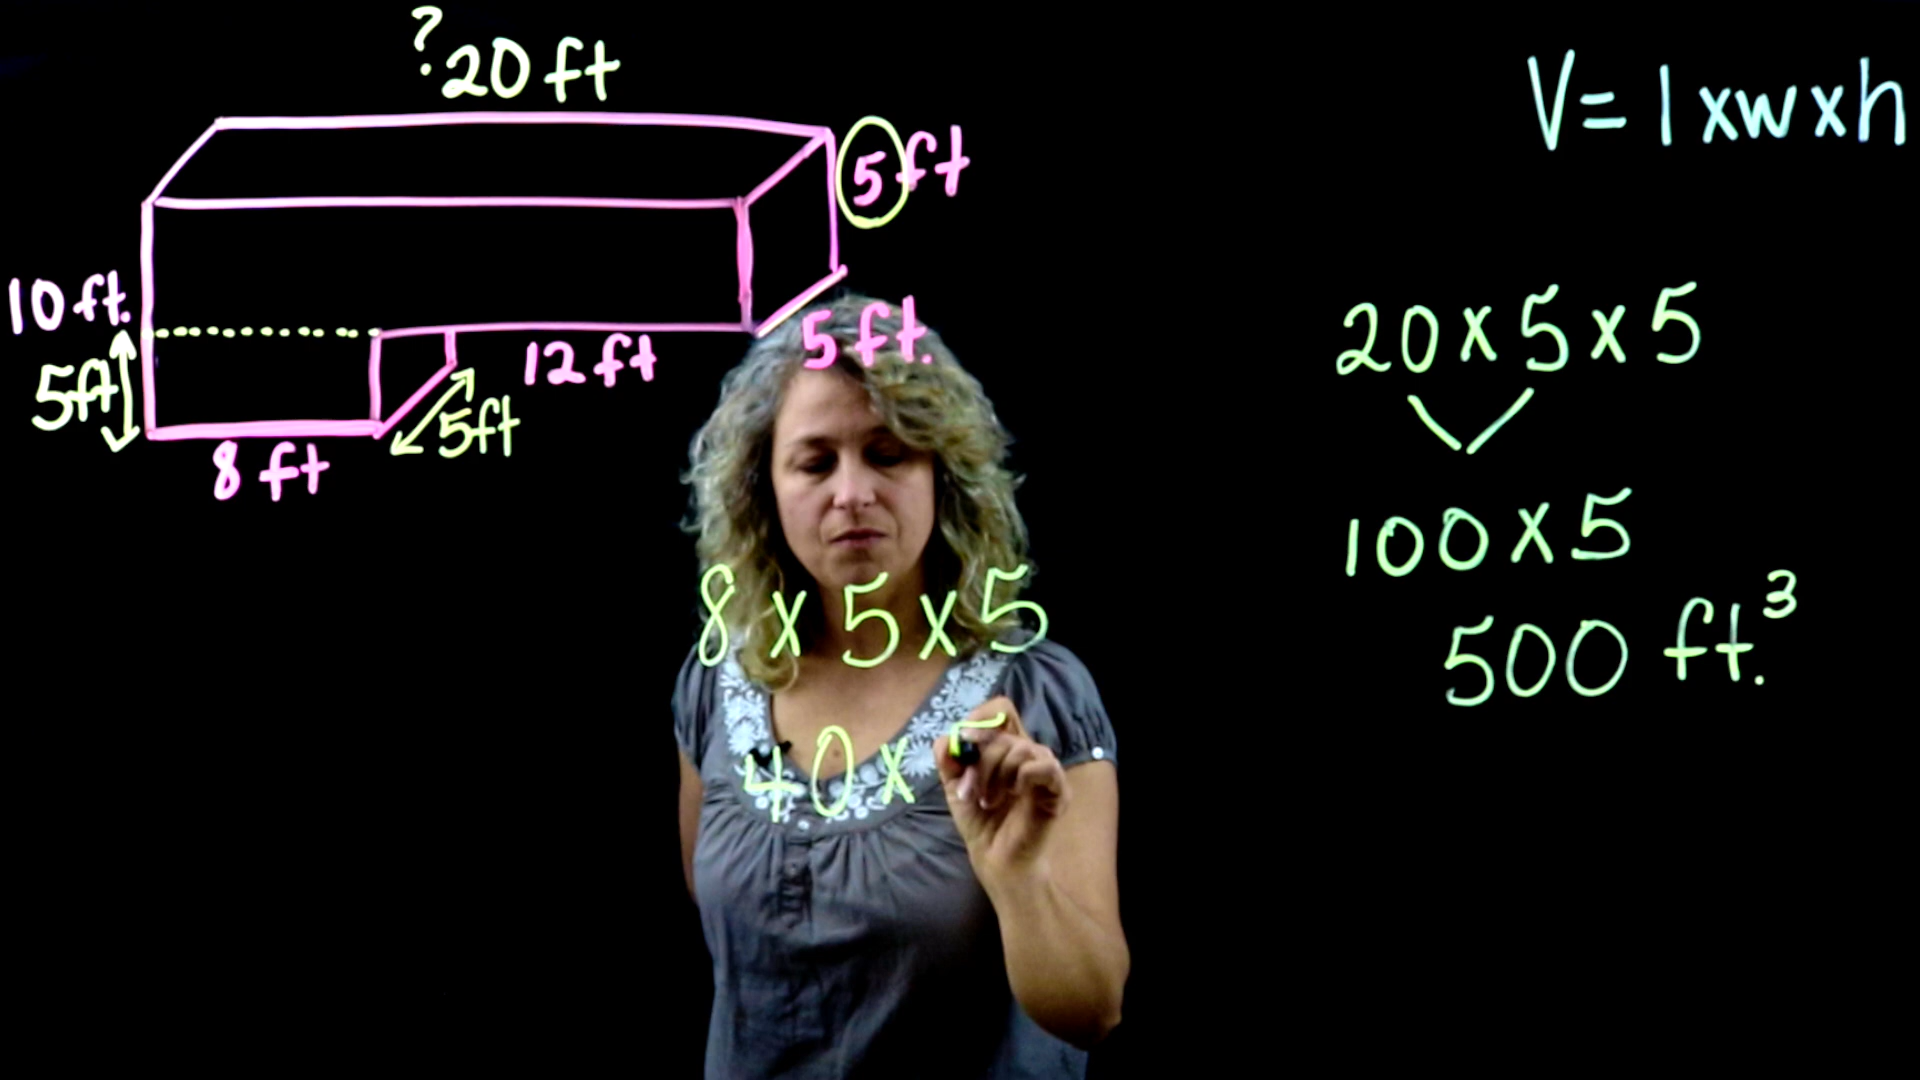 ? 20 ft
V = l x w x h
5 ft
10 ft.
5 ft.
12 ft
5ft
5ft
8 ft
20 x 5 x 5
100 x 5
500 ft.³
8 x 5 x 5
40 x 5